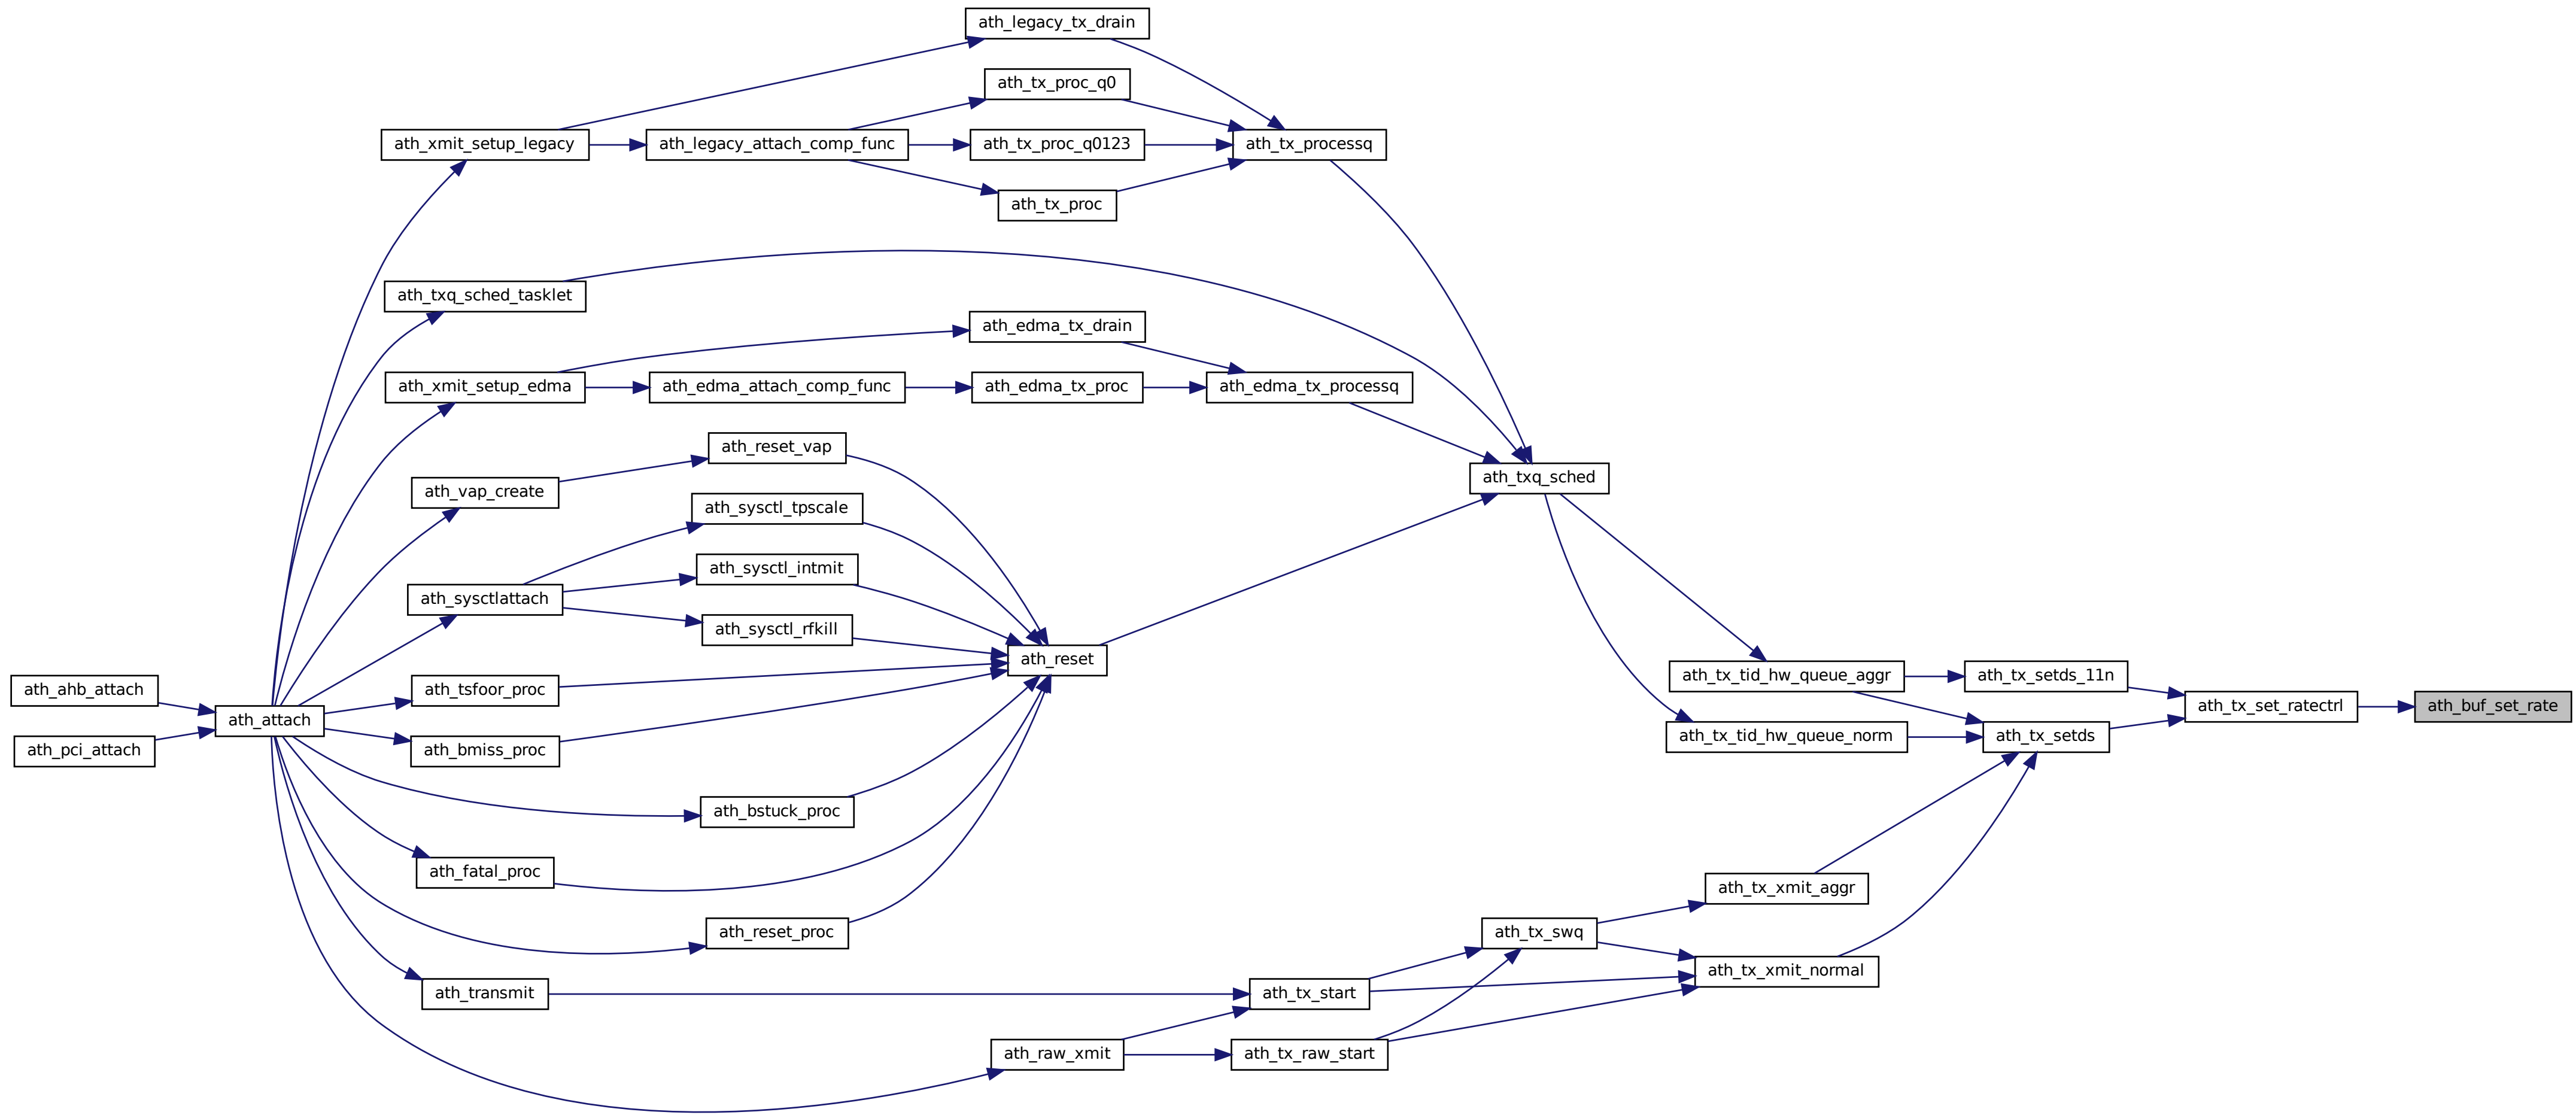 ath_legacy_tx_drain
ath_tx_proc_q0
ath_xmit_setup_legacy
ath_legacy_attach_comp_func
ath_tx_proc_q0123
ath_tx_processq
ath_tx_proc
ath_txq_sched_tasklet
ath_edma_tx_drain
ath_xmit_setup_edma
ath_edma_attach_comp_func
ath_edma_tx_proc
ath_edma_tx_processq
ath_reset_vap
ath_txq_sched
ath_vap_create
ath_sysctl_tpscale
ath_sysctl_intmit
ath_sysctlattach
ath_sysctl_rfkill
ath_reset
ath_tx_tid_hw_queue_aggr
ath_tx_setds_11n
ath_ahb_attach
ath_tsfoor_proc
ath_tx_set_ratectrl
ath_buf_set_rate
ath_attach
ath_tx_tid_hw_queue_norm
ath_tx_setds
ath_pci_attach
ath_bmiss_proc
ath_bstuck_proc
ath_fatal_proc
ath_tx_xmit_aggr
ath_reset_proc
ath_tx_swq
ath_tx_xmit_normal
ath_transmit
ath_tx_start
ath_raw_xmit
ath_tx_raw_start